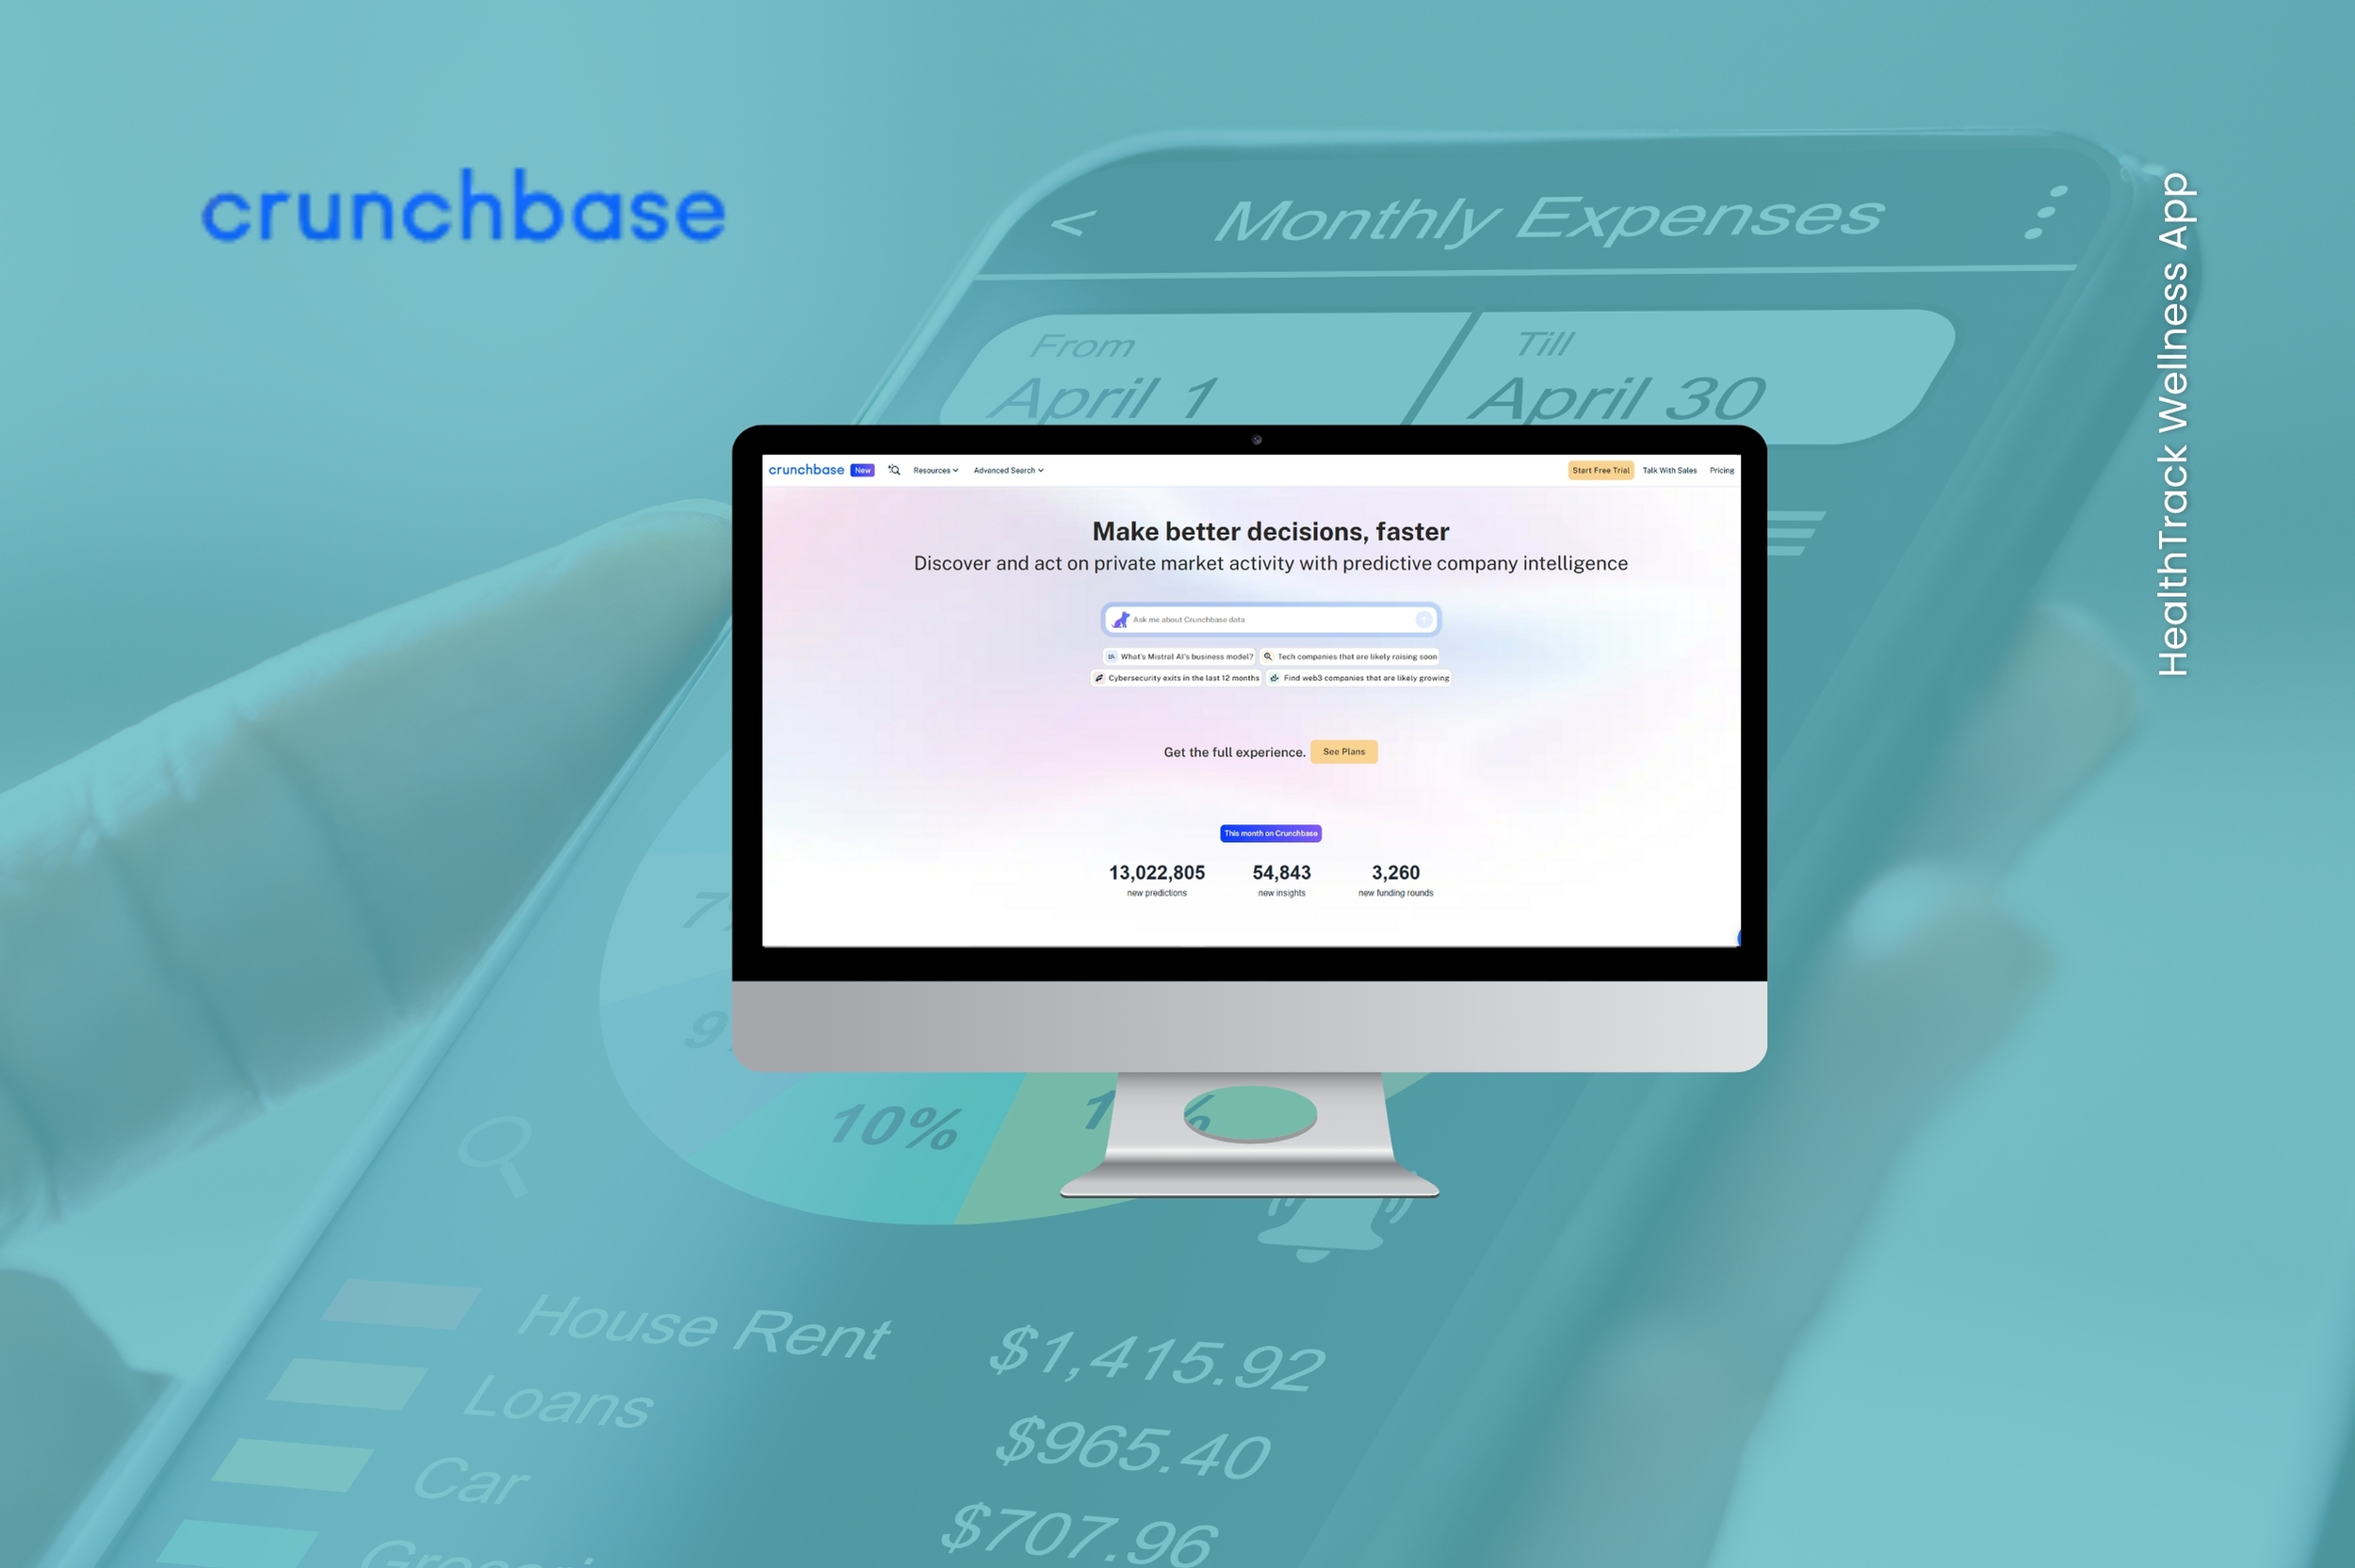 crunchbase
HealthTrack Wellness App
< Monthly Expenses
From
April 1
Till
April 30
crunchbase New Resources Advanced Search Start Free Trial Talk With Sales Pricing
Make better decisions, faster
Discover and act on private market activity with predictive company intelligence
Ask me about Crunchbase data
What's Mistral AI's business model? Tech companies that are likely raising soon
Cybersecurity exits in the last 12 months Find web3 companies that are likely growing
Get the full experience. See Plans
This month on Crunchbase
13,022,805 54,843 3,260
new predictions new insights new funding rounds
10%
House Rent $1,415.92
Loans $965.40
Car $707.96